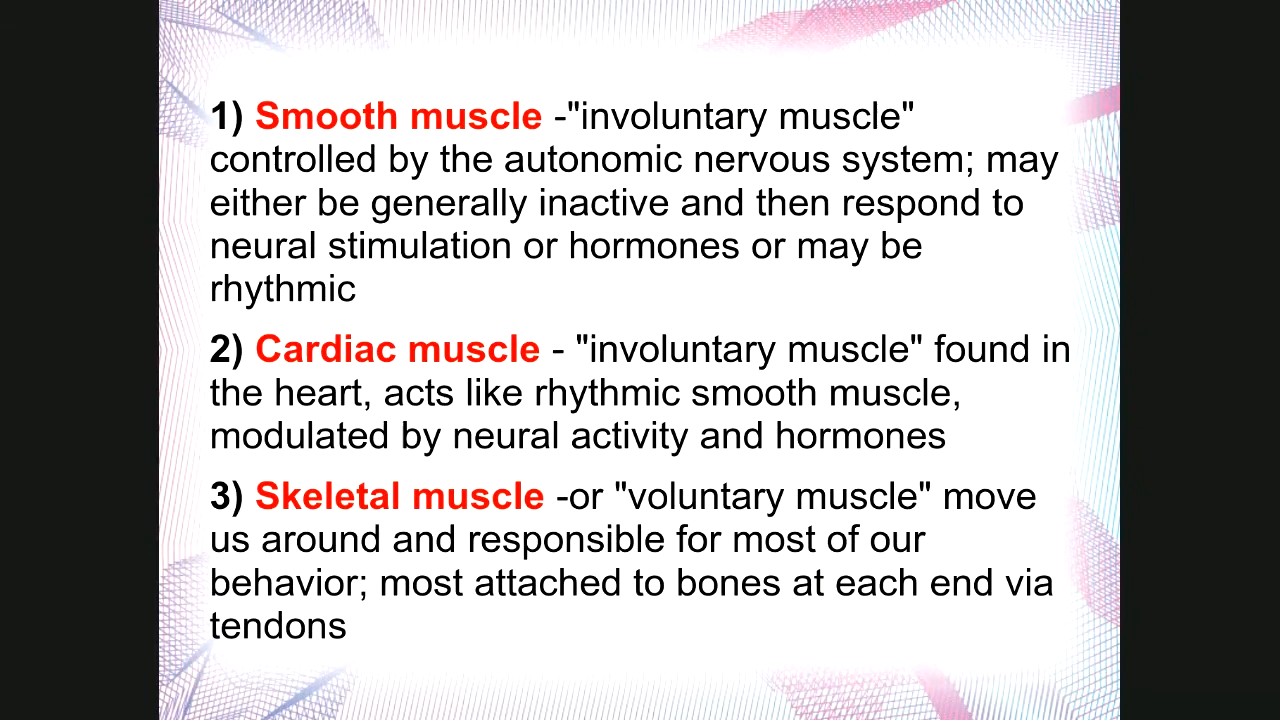 1) Smooth muscle -"involuntary muscle"
controlled by the autonomic nervous system; may
either be generally inactive and then respond to
neural stimulation or hormones or may be
rhythmic
2) Cardiac muscle - "involuntary muscle" found in
the heart, acts like rhythmic smooth muscle,
modulated by neural activity and hormones
3) Skeletal muscle -or "voluntary muscle" move
us around and responsible for most of our
behavior; most attached to bones at each end via
tendons